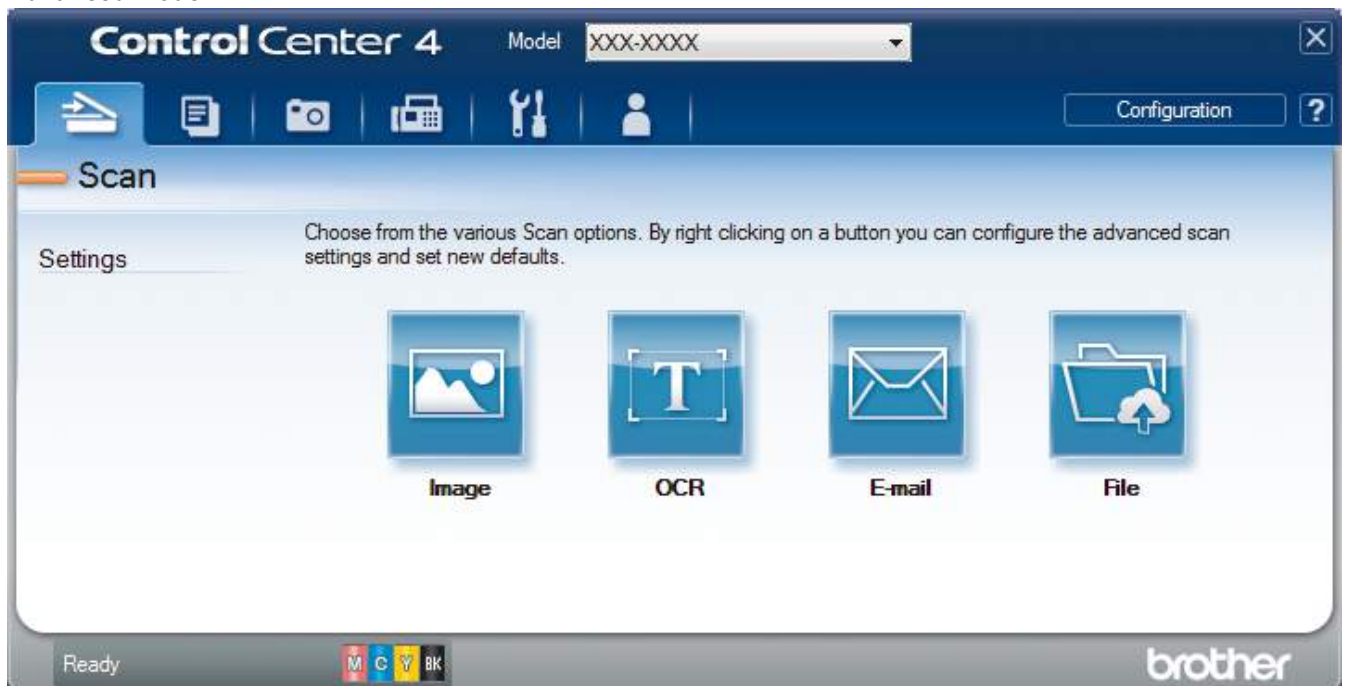 Control Center 4
Model
XXX-XXXX
Configuration
?
Scan
Settings
Choose from the various Scan options. By right clicking on a button you can configure the advanced scan
settings and set new defaults.
T
Image
OCR
E-mail
File
Ready
M C Y BK
brother